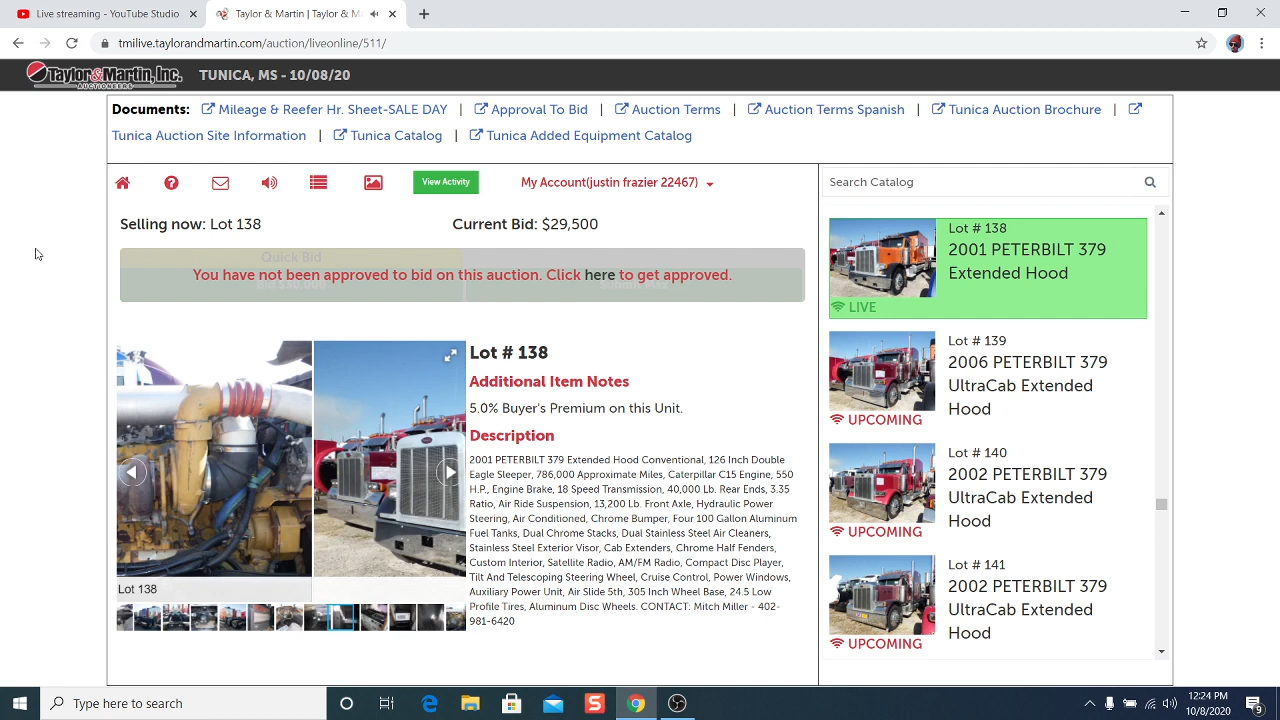 Live streaming - YouTube Studio
Taylor & Martin | Taylor & M
tmilive.taylorandmartin.com/auction/liveonline/511/
Taylor & Martin, Inc.
AUCTIONEERS
TUNICA, MS - 10/08/20
Documents: Mileage & Reefer Hr. Sheet-SALE DAY | Approval To Bid | Auction Terms | Auction Terms Spanish | Tunica Auction Brochure |
Tunica Auction Site Information | Tunica Catalog | Tunica Added Equipment Catalog
View Activity
My Account(justin frazier 22467)
Search Catalog
Selling now: Lot 138
Current Bid: $29,500
Quick Bid
You have not been approved to bid on this auction. Click here to get approved.
Bid $30,000
Submit Max
Lot # 138
Additional Item Notes
5.0% Buyer's Premium on this Unit.
Description
2001 PETERBILT 379 Extended Hood Conventional, 126 Inch Double
Eagle Sleeper, 786,000 Approximate Miles, Caterpillar C15 Engine, 550
H.P., Engine Brake, 18 Speed Transmission, 40,000 Lb. Rear Ends, 3.35
Ratio, Air Ride Suspension, 13,200 Lb. Front Axle, Hydraulic Power
Steering, Air Conditioned, Chrome Bumper, Four 100 Gallon Aluminum
Fuel Tanks, Dual Chrome Stacks, Dual Stainless Steel Air Cleaners,
Stainless Steel Exterior Visor, Cab Extenders, Chrome Half Fenders,
Custom Interior, Satellite Radio, AM/FM Radio, Compact Disc Player,
Tilt And Telescoping Steering Wheel, Cruise Control, Power Windows,
Auxiliary Power Unit, Air Slide 5th, 305 Inch Wheel Base, 24.5 Low
Profile Tires, Aluminum Disc Wheels. CONTACT: Mitch Miller - 402-
981-6420
Lot 138
Lot # 138
2001 PETERBILT 379
Extended Hood
LIVE
Lot # 139
2006 PETERBILT 379
UltraCab Extended
Hood
UPCOMING
Lot # 140
2002 PETERBILT 379
UltraCab Extended
Hood
UPCOMING
Lot # 141
2002 PETERBILT 379
UltraCab Extended
Hood
UPCOMING
Type here to search
12:24 PM
10/8/2020
9